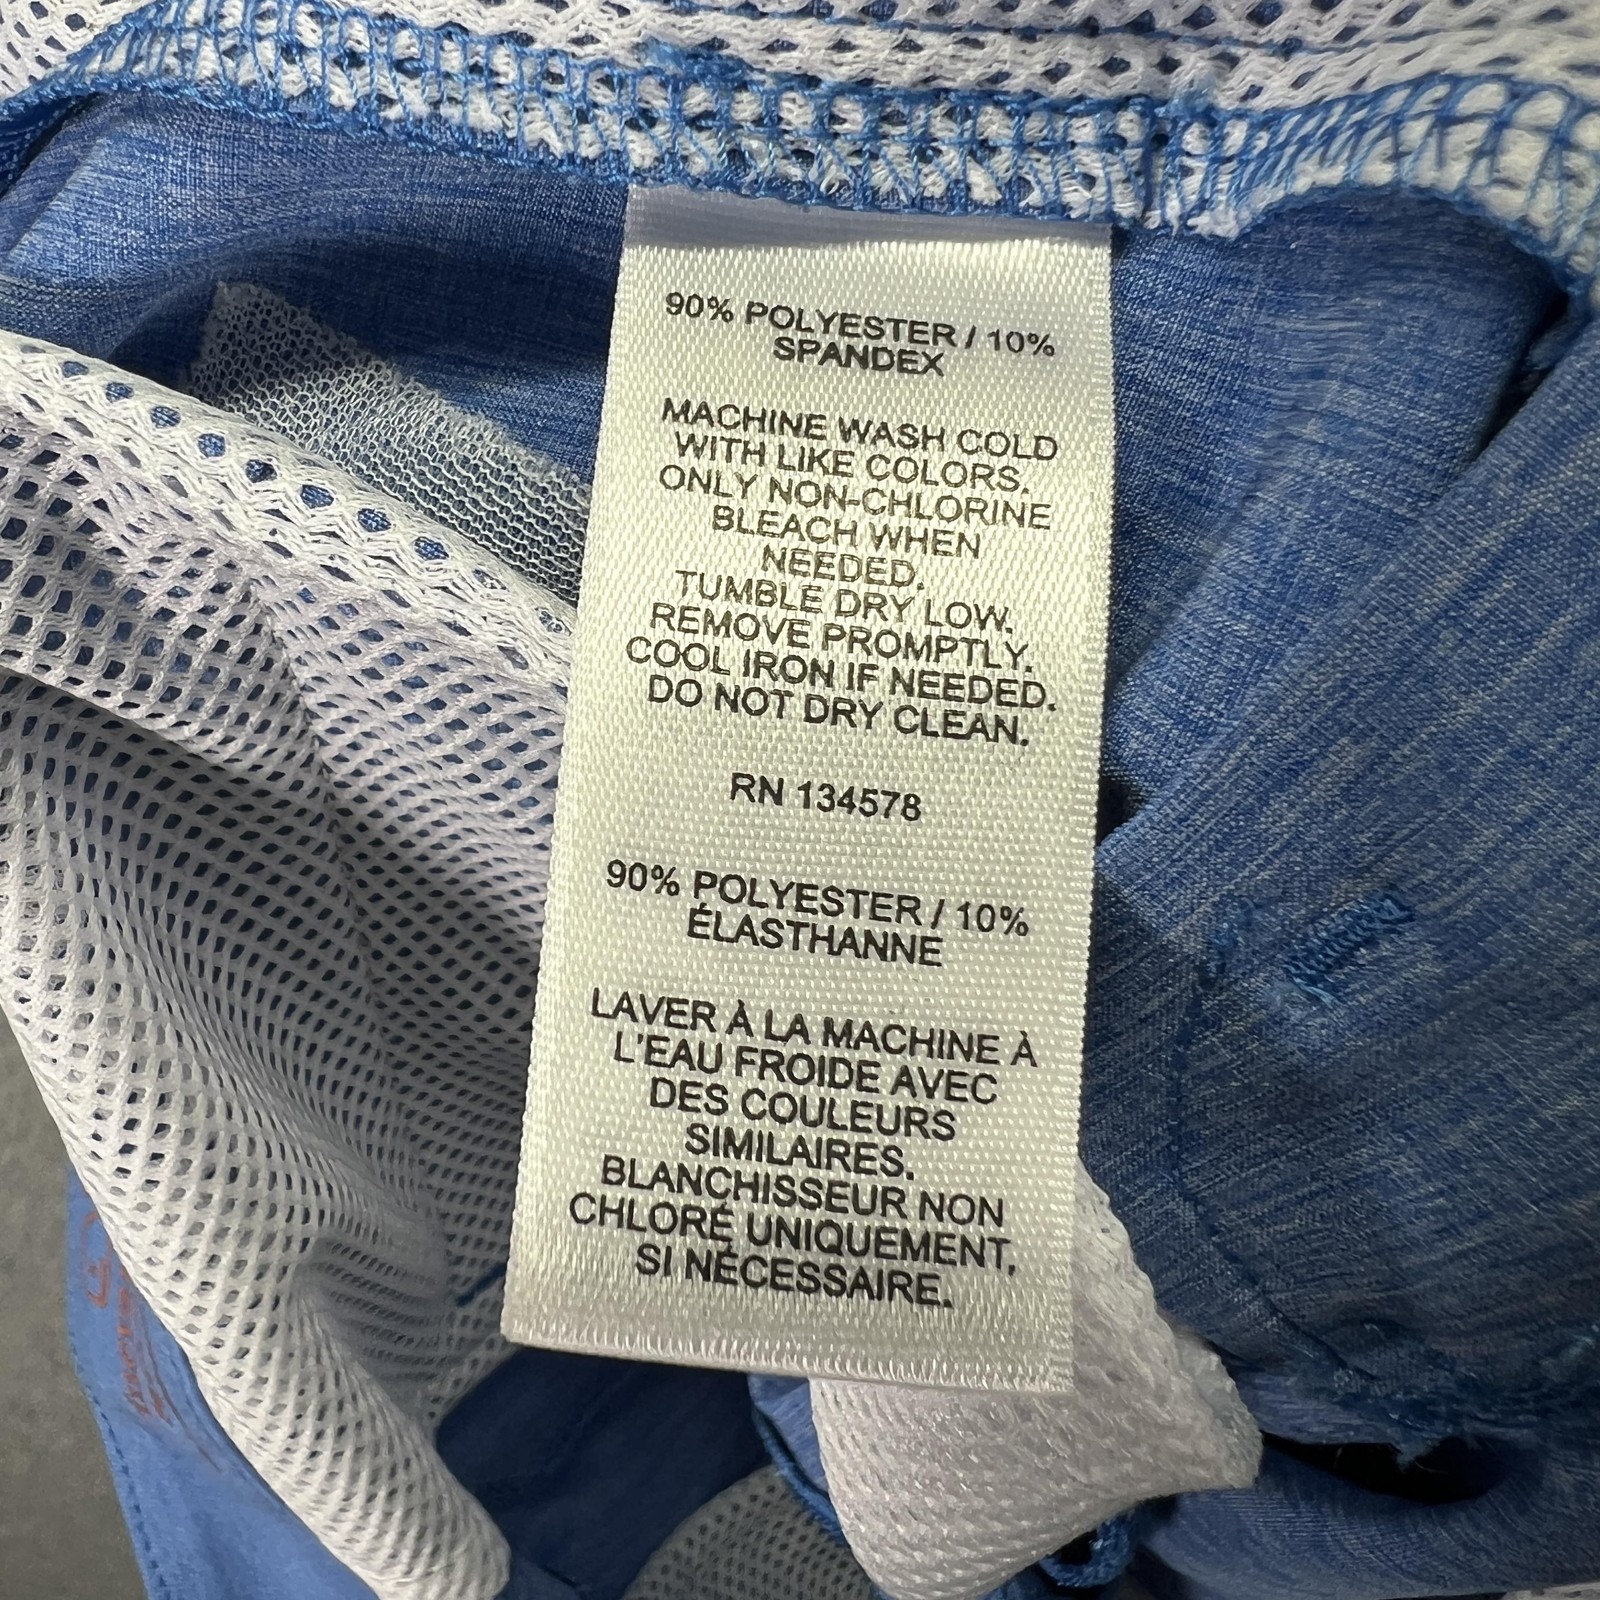 90% POLYESTER / 10%
SPANDEX
MACHINE WASH COLD
WITH LIKE COLORS.
ONLY NON-CHLORINE
BLEACH WHEN
NEEDED.
TUMBLE DRY LOW.
REMOVE PROMPTLY.
COOL IRON IF NEEDED.
DO NOT DRY CLEAN.
RN 134578
90% POLYESTER / 10%
ÉLASTHANNE
LAVER À LA MACHINE À
L'EAU FROIDE AVEC
DES COULEURS
SIMILAIRES.
BLANCHISSEUR NON
CHLORÉ UNIQUEMENT,
SI NÉCESSAIRE.